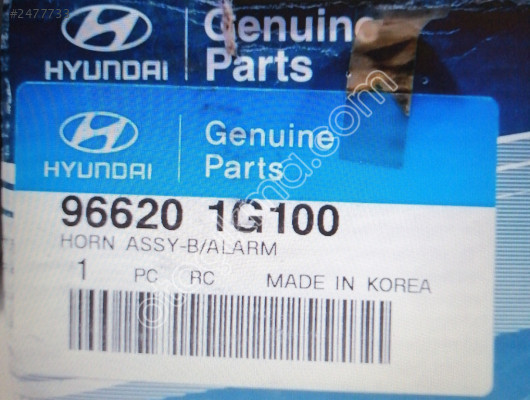 #2477733
HYUNDAI
Genuine
Parts
HYUNDAI
Genuine
Parts
96620 1G100
HORN ASSY-B/ALARM
1 PC RC MADE IN KOREA